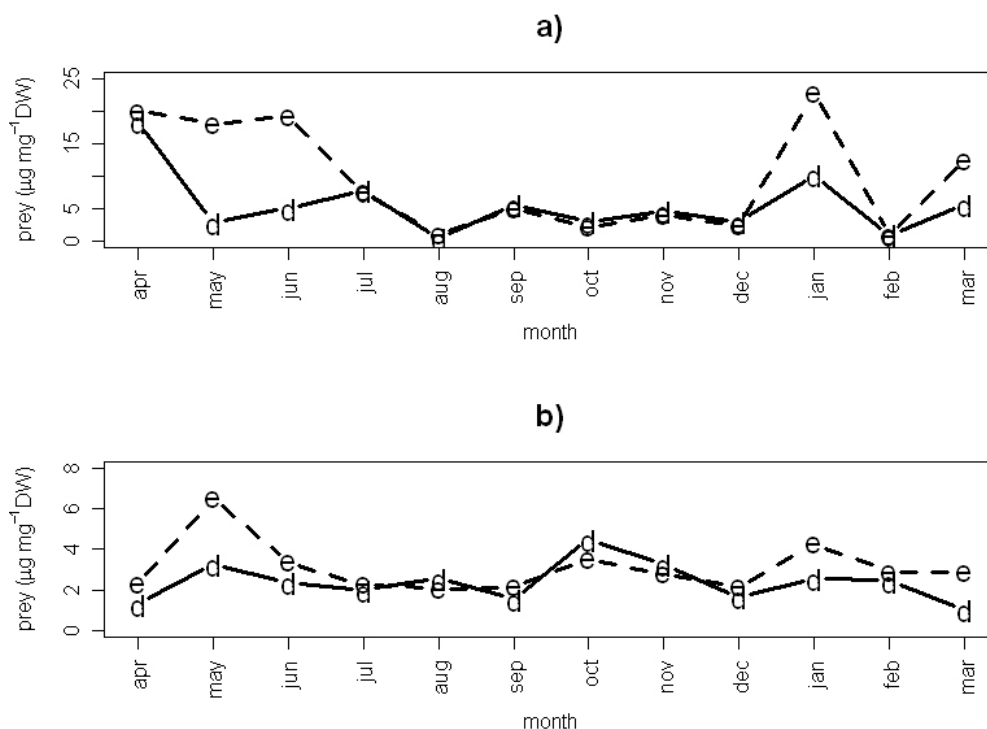 a)
prey (µg mg⁻¹DW)
25
15
5
0
e e e e e e e e e e e e
d d d d d d d d d d d d
apr may jun jul aug sep oct nov dec jan feb mar
month
b)
prey (µg mg⁻¹DW)
8
6
4
2
0
e e e e e e e e e e e e
d d d d d d d d d d d d
apr may jun jul aug sep oct nov dec jan feb mar
month